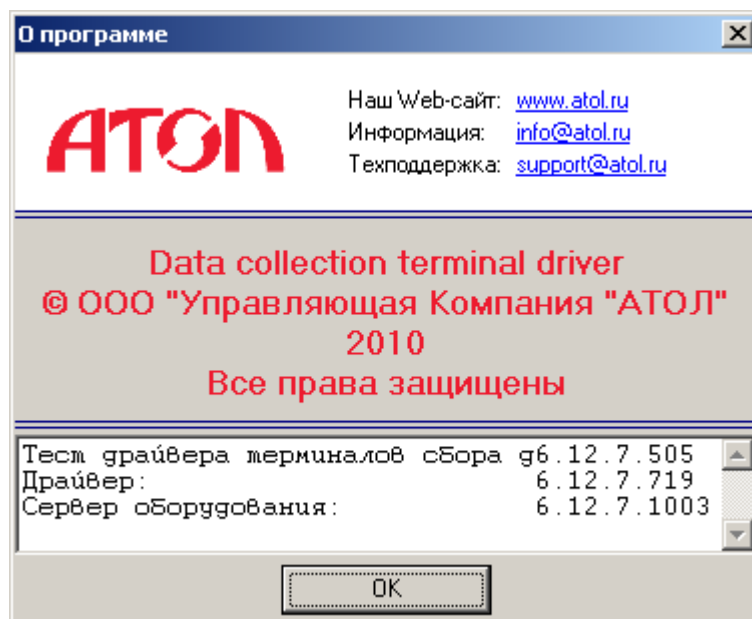 О программе
АТОЛ
Наш Web-сайт: www.atol.ru
Информация: info@atol.ru
Техподдержка: support@atol.ru
Data collection terminal driver
© ООО "Управляющая Компания "АТОЛ"
2010
Все права защищены
Тест драйвера терминалов сбора д6.12.7.505
Драйвер: 6.12.7.719
Сервер оборудования: 6.12.7.1003
OK